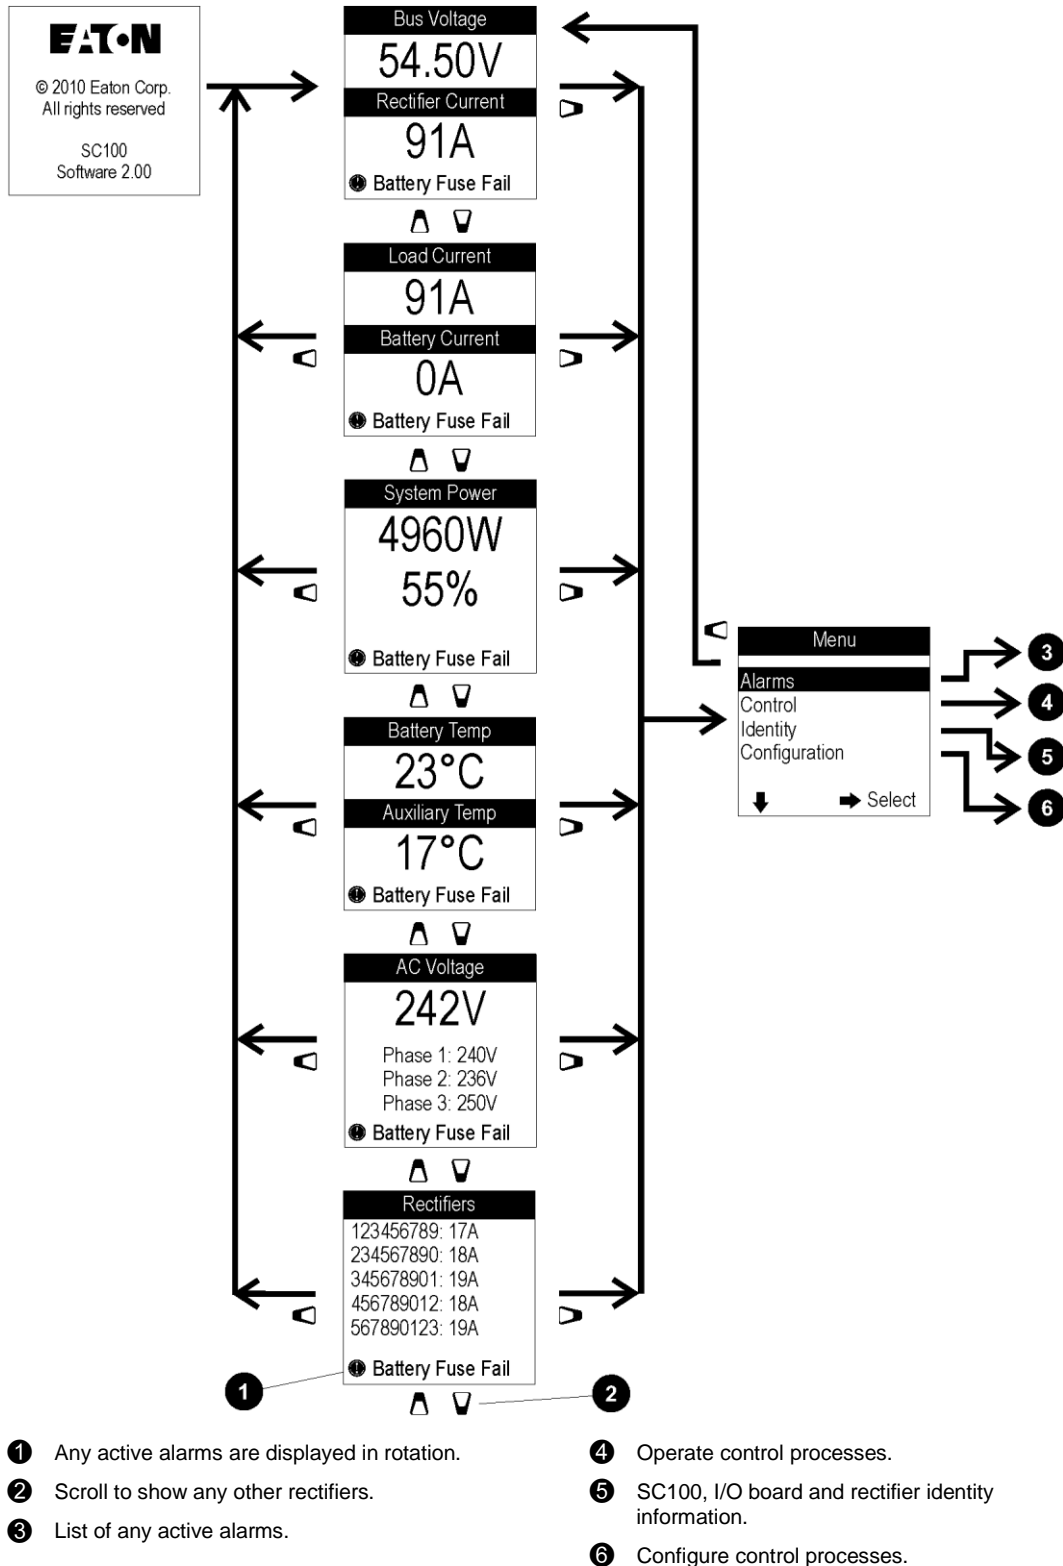 EATON
© 2010 Eaton Corp.
All rights reserved
SC100
Software 2.00
Bus Voltage
54.50V
Rectifier Current
91A
Battery Fuse Fail
Load Current
91A
Battery Current
0A
Battery Fuse Fail
System Power
4960W
55%
Battery Fuse Fail
Battery Temp
23°C
Auxiliary Temp
17°C
Battery Fuse Fail
AC Voltage
242V
Phase 1: 240V
Phase 2: 236V
Phase 3: 250V
Battery Fuse Fail
Rectifiers
123456789: 17A
234567890: 18A
345678901: 19A
456789012: 18A
567890123: 19A
Battery Fuse Fail
1
2
Menu
Alarms
Control
Identity
Configuration
Select
3
4
5
6
1 Any active alarms are displayed in rotation.
2 Scroll to show any other rectifiers.
3 List of any active alarms.
4 Operate control processes.
5 SC100, I/O board and rectifier identity
information.
6 Configure control processes.